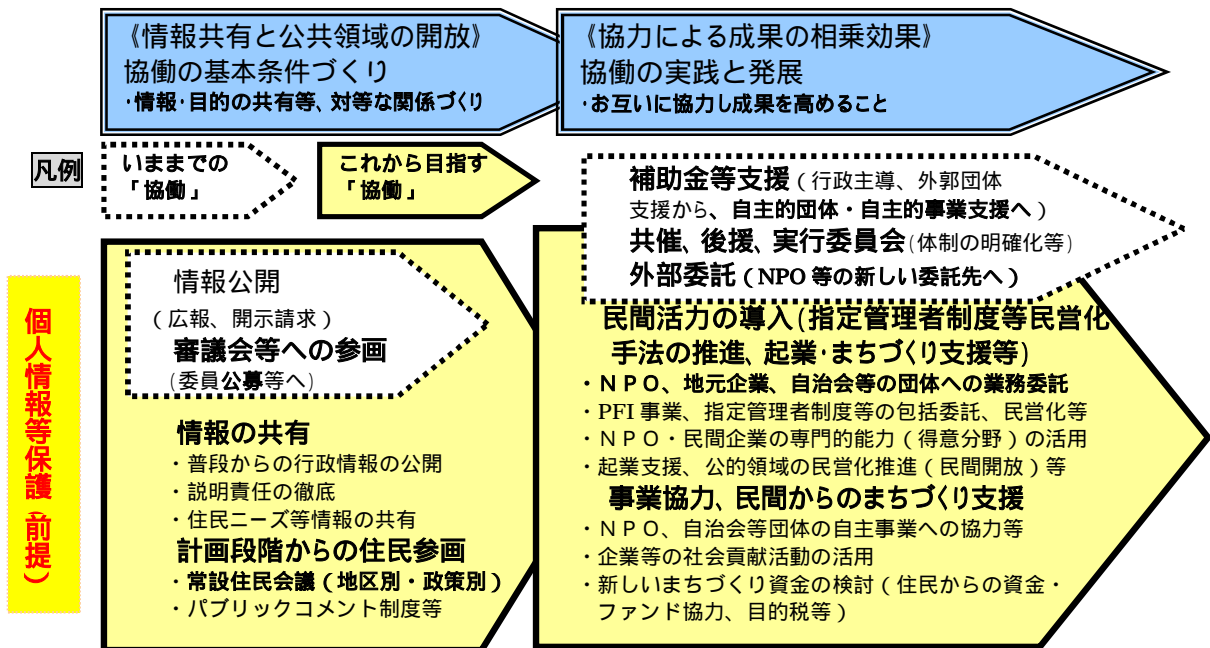 《情報共有と公共領域の開放》
協働の基本条件づくり
・情報・目的の共有等、対等な関係づくり
《協力による成果の相乗効果》
協働の実践と発展
・お互いに協力し成果を高めること
凡例
いままでの
「協働」
これから目指す
「協働」
個人情報等保護(前提)
情報公開
(広報、開示請求)
審議会等への参画
(委員公募等へ)
情報の共有
・普段からの行政情報の公開
・説明責任の徹底
・住民ニーズ等情報の共有
計画段階からの住民参画
・常設住民会議(地区別・政策別)
・パブリックコメント制度等
補助金等支援(行政主導、外郭団体
支援から、自主的団体・自主的事業支援へ)
共催、後援、実行委員会(体制の明確化等)
外部委託(NPO等の新しい委託先へ)
民間活力の導入(指定管理者制度等民営化
手法の推進、起業・まちづくり支援等)
・NPO、地元企業、自治会等の団体への業務委託
・PFI事業、指定管理者制度等の包括委託、民営化等
・NPO・民間企業の専門的能力(得意分野)の活用
・起業支援、公的領域の民営化推進(民間開放)等
事業協力、民間からのまちづくり支援
・NPO、自治会等団体の自主事業への協力等
・企業等の社会貢献活動の活用
・新しいまちづくり資金の検討(住民からの資金・
ファンド協力、目的税等)